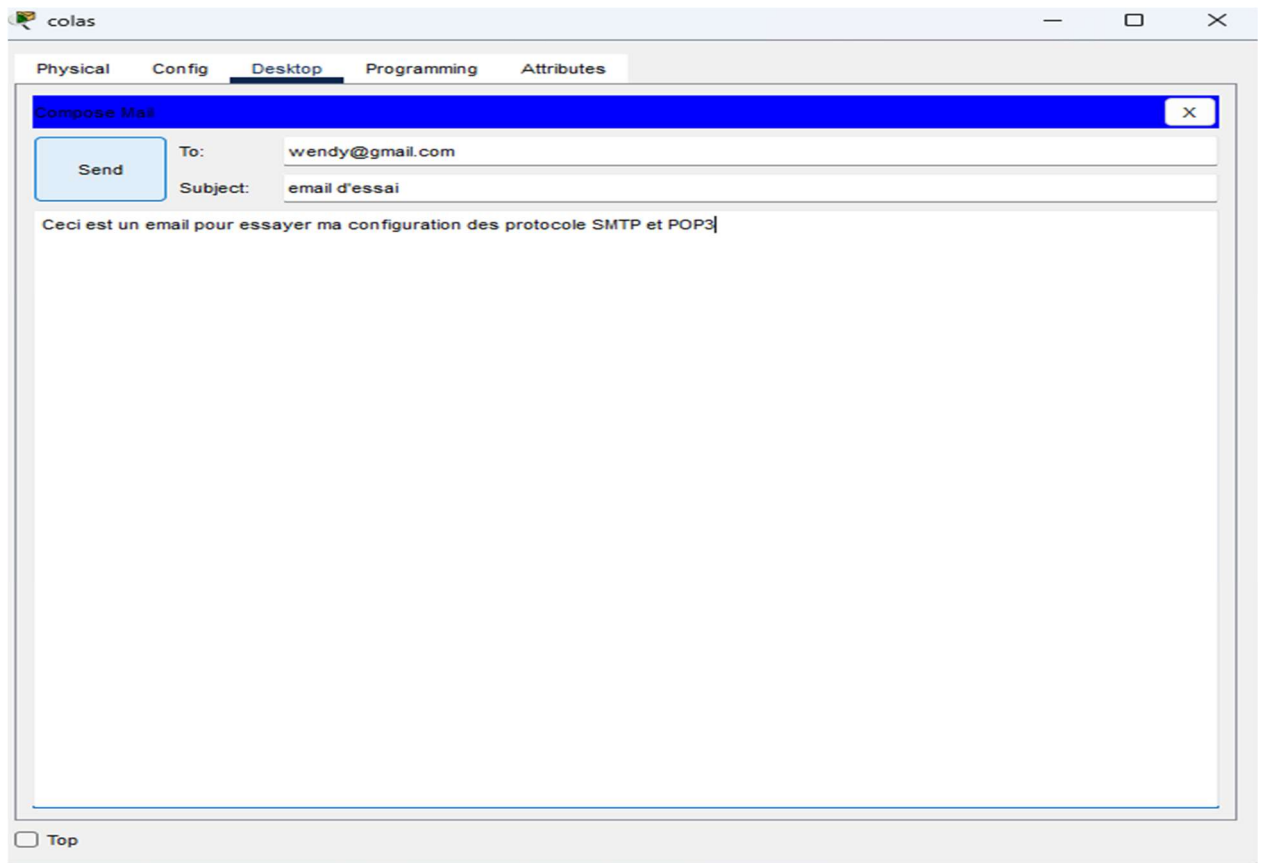 colas
Physical Config Desktop Programming Attributes
Compose Mail
X
Send
To: wendy@gmail.com
Subject: email d'essai
Ceci est un email pour essayer ma configuration des protocole SMTP et POP3
Top